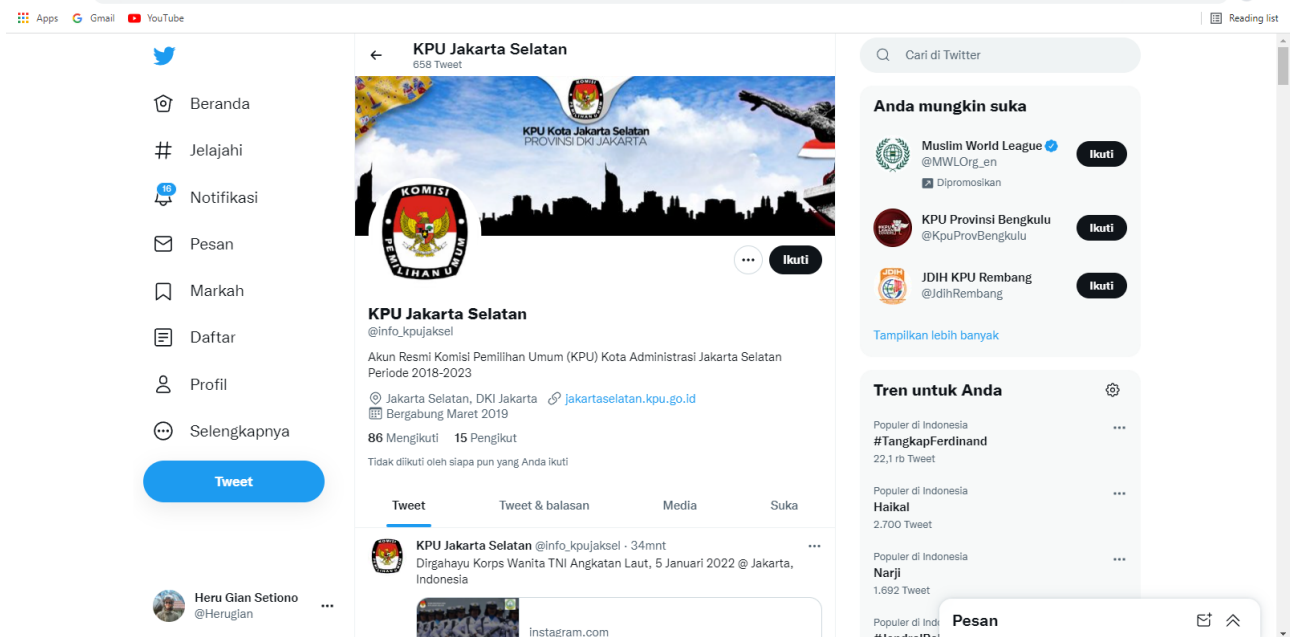 Apps Gmail YouTube Reading list
KPU Jakarta Selatan
658 Tweet
Beranda
Jelajahi
16
Notifikasi
Pesan
Markah
Daftar
Profil
Selengkapnya
Tweet
Heru Gian Setiono
@Herugian
KOMISI
KPU Kota Jakarta Selatan
PROVINSI DKI JAKARTA
KOMISI
PEMILIHAN UMUM
Ikuti
KPU Jakarta Selatan
@info_kpujaksel
Akun Resmi Komisi Pemilihan Umum (KPU) Kota Administrasi Jakarta Selatan
Periode 2018-2023
Jakarta Selatan, DKI Jakarta jakartaselatan.kpu.go.id
Bergabung Maret 2019
86 Mengikuti 15 Pengikut
Tidak diikuti oleh siapa pun yang Anda ikuti
Tweet Tweet & balasan Media Suka
KPU Jakarta Selatan @info_kpujaksel · 34mnt
Dirgahayu Korps Wanita TNI Angkatan Laut, 5 Januari 2022 @ Jakarta,
Indonesia
instagram.com
Cari di Twitter
Anda mungkin suka
Muslim World League
@MWLOrg_en
Dipromosikan
Ikuti
KPU Provinsi Bengkulu
@KpuProvBengkulu
Ikuti
JDIH
JDIH KPU Rembang
@JdihRembang
Ikuti
Tampilkan lebih banyak
Tren untuk Anda
Populer di Indonesia
#TangkapFerdinand
22,1 rb Tweet
Populer di Indonesia
Haikal
2.700 Tweet
Populer di Indonesia
Narji
1.692 Tweet
Populer di
Pesan